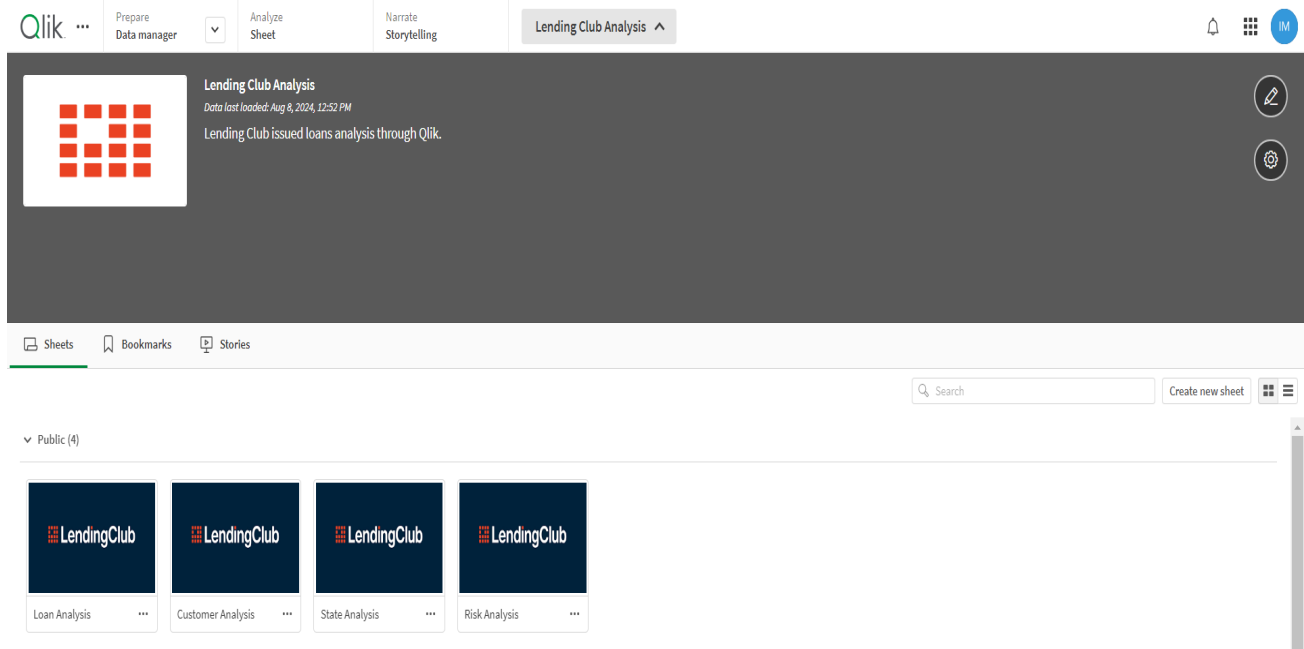 Qlik
Prepare
Data manager
Analyze
Sheet
Narrate
Storytelling
Lending Club Analysis
IM
Lending Club Analysis
Data last loaded: Aug 8, 2024, 12:52 PM
Lending Club issued loans analysis through Qlik.
Sheets
Bookmarks
Stories
Search
Create new sheet
Public (4)
LendingClub
LendingClub
LendingClub
LendingClub
Loan Analysis
Customer Analysis
State Analysis
Risk Analysis